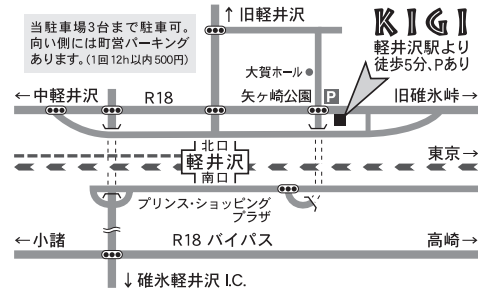 当駐車場3台まで駐車可。
向い側には町営パーキング
あります。(1回12h以内500円)
↑旧軽井沢
KIGI
軽井沢駅より
徒歩5分、Pあり
大賀ホール
←中軽井沢 R18 矢ヶ崎公園 P 旧碓氷峠→
北口
軽井沢
南口
東京→
プリンス・ショッピング
プラザ
←小諸 R18 バイパス 高崎→
↓碓氷軽井沢 I.C.